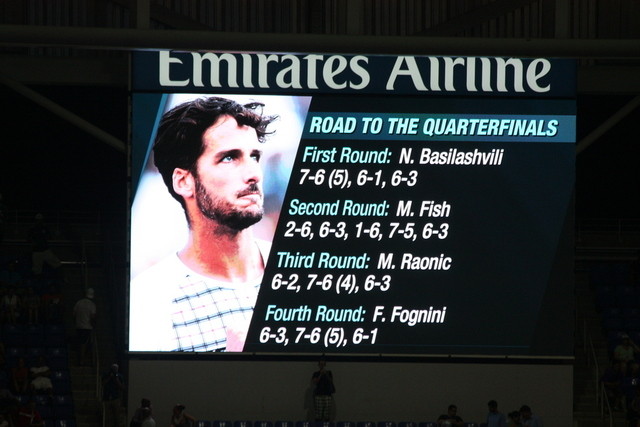 Emirates Airline
ROAD TO THE QUARTERFINALS
First Round: N. Basilashvili
7-6 (5), 6-1, 6-3
Second Round: M. Fish
2-6, 6-3, 1-6, 7-5, 6-3
Third Round: M. Raonic
6-2, 7-6 (4), 6-3
Fourth Round: F. Fognini
6-3, 7-6 (5), 6-1